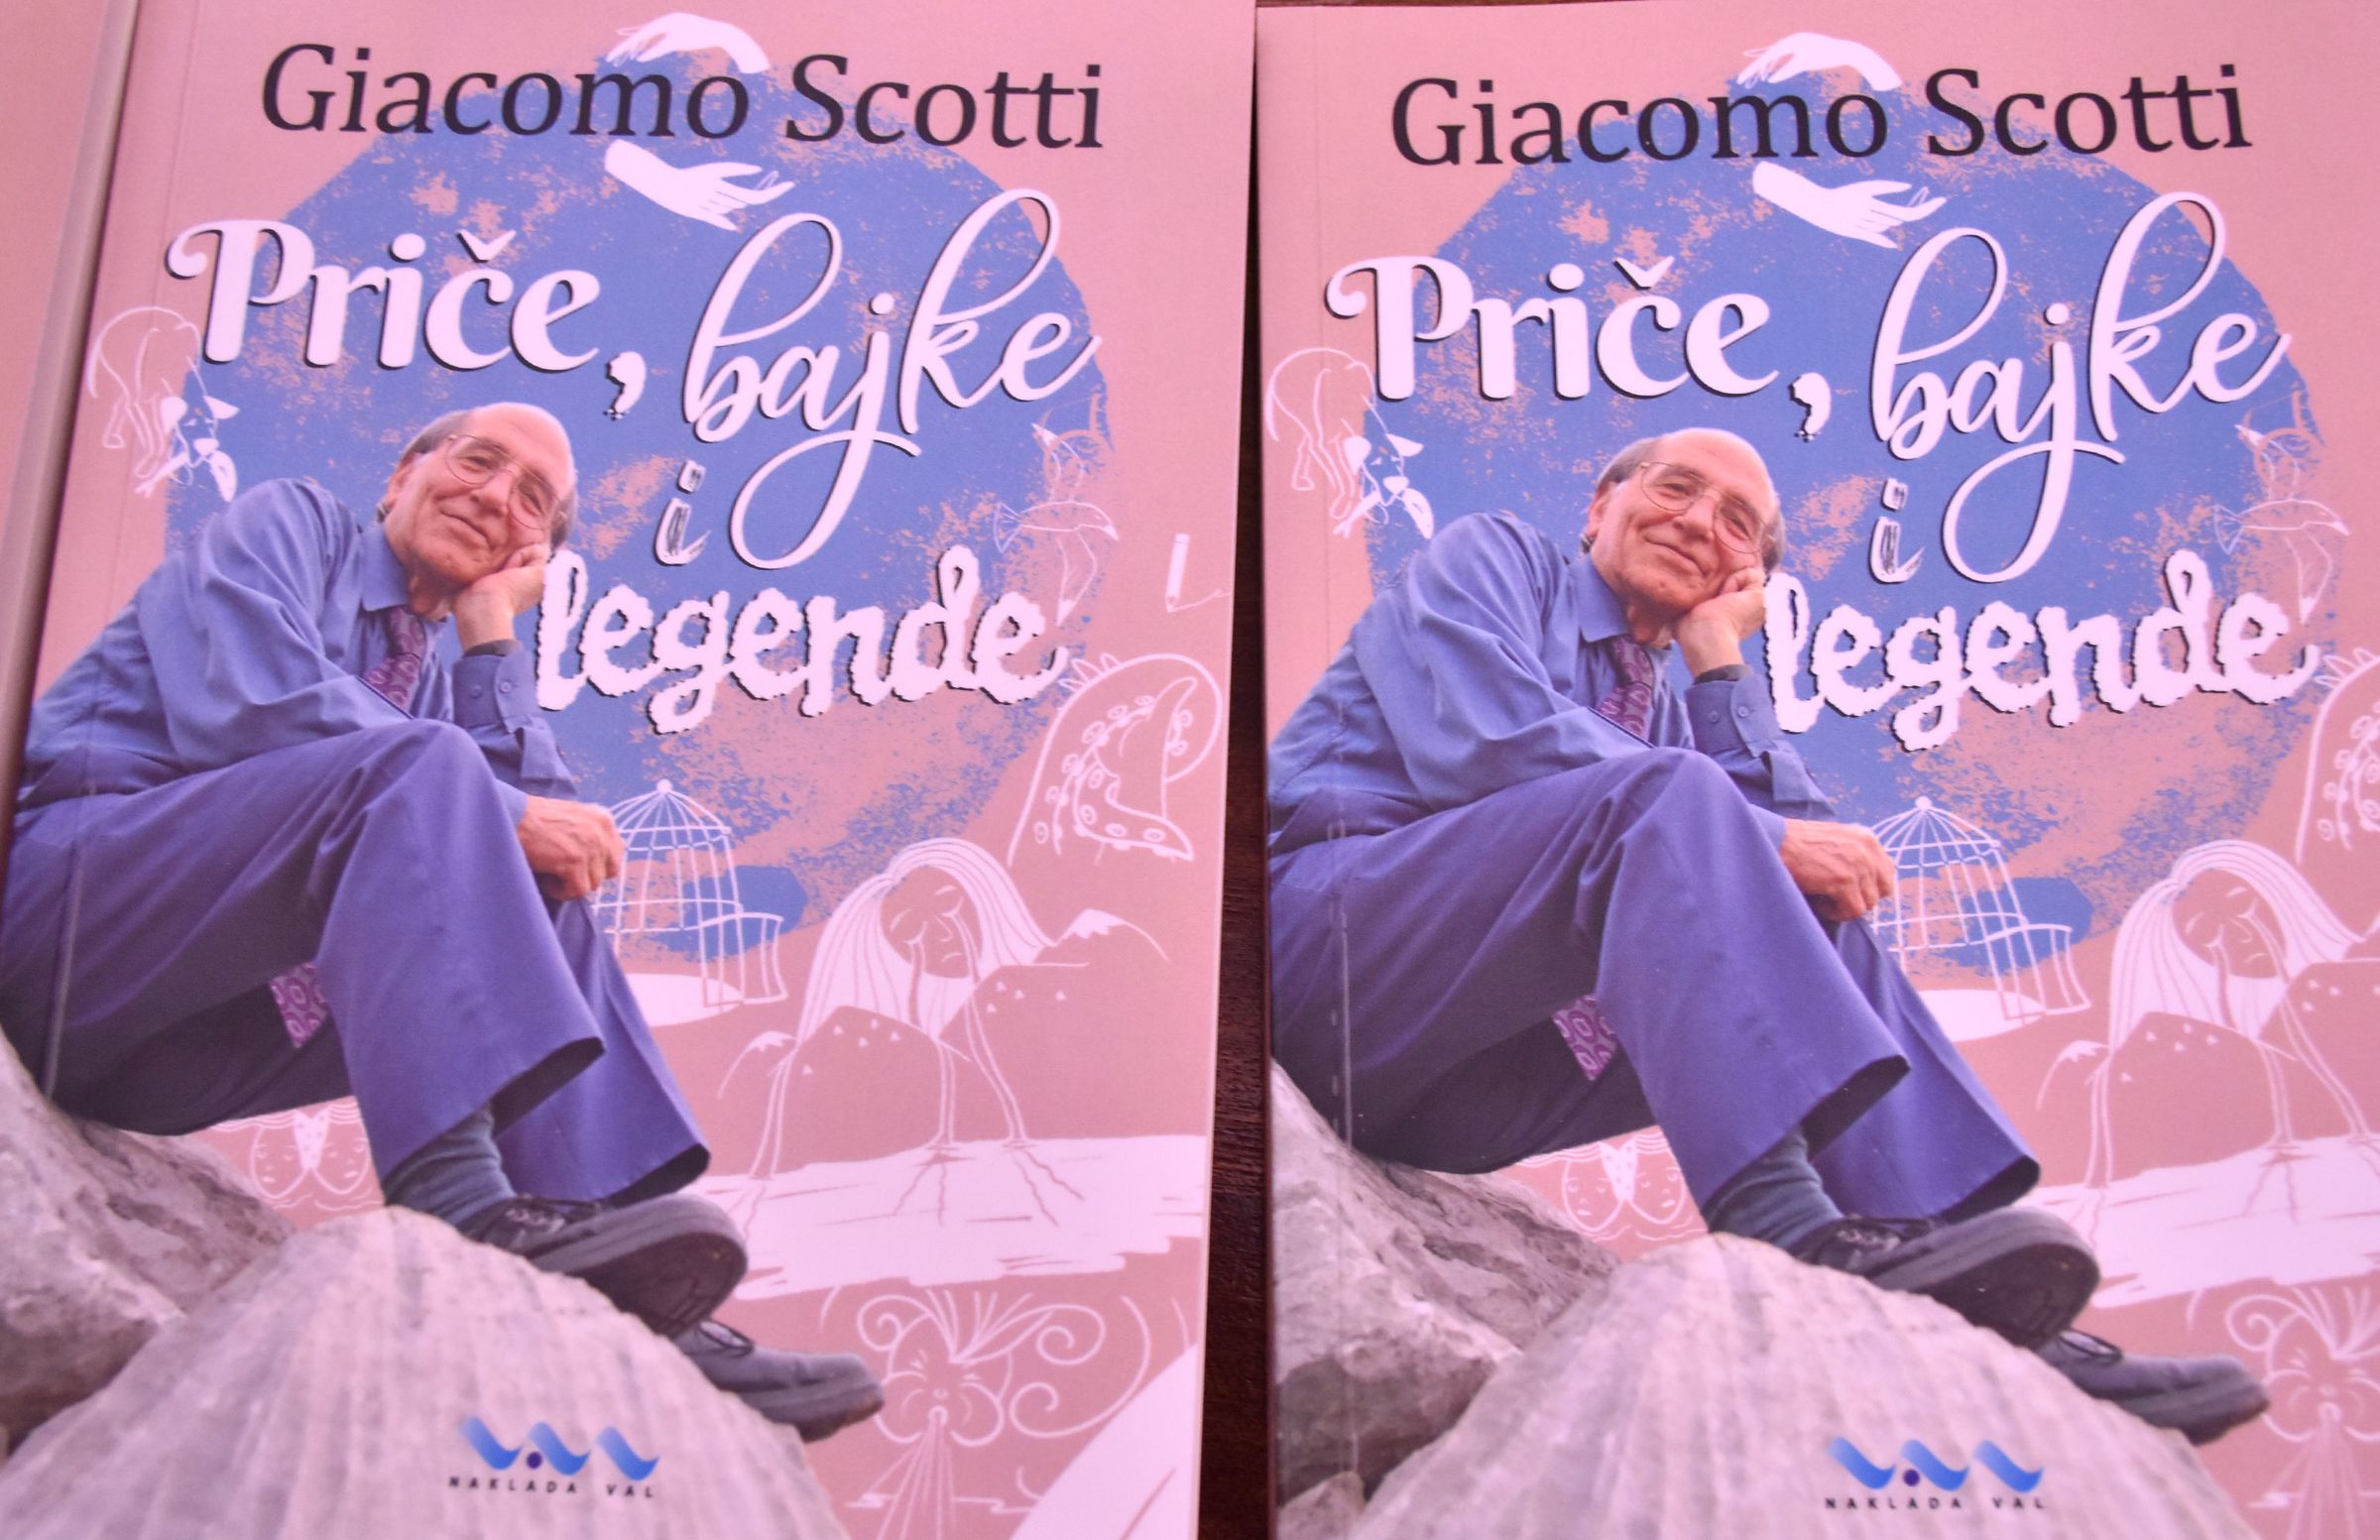 Giacomo Scotti
Priče, bajke
i
legende
NAKLADA VAL
Giacomo Scotti
Priče, bajke
i
legende
NAKLADA VAL